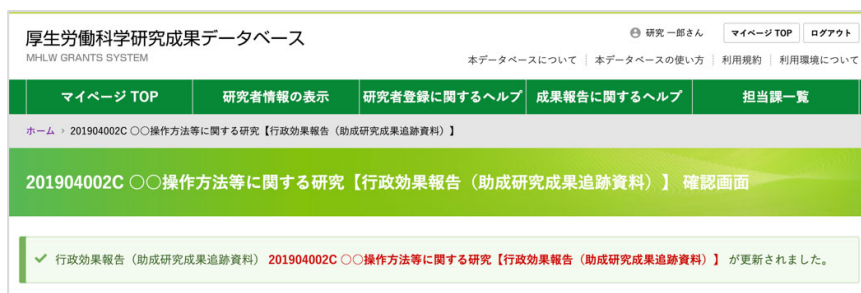 厚生労働科学研究成果データベース
MHLW GRANTS SYSTEM
研究 一郎さん マイページ TOP ログアウト
本データベースについて 本データベースの使い方 利用規約 利用環境について
マイページ TOP 研究者情報の表示 研究者登録に関するヘルプ 成果報告に関するヘルプ 担当課一覧
ホーム › 201904002C ○○操作方法等に関する研究【行政効果報告（助成研究成果追跡資料）】
201904002C ○○操作方法等に関する研究【行政効果報告（助成研究成果追跡資料）】 確認画面
行政効果報告（助成研究成果追跡資料） 201904002C ○○操作方法等に関する研究【行政効果報告（助成研究成果追跡資料）】 が更新されました。